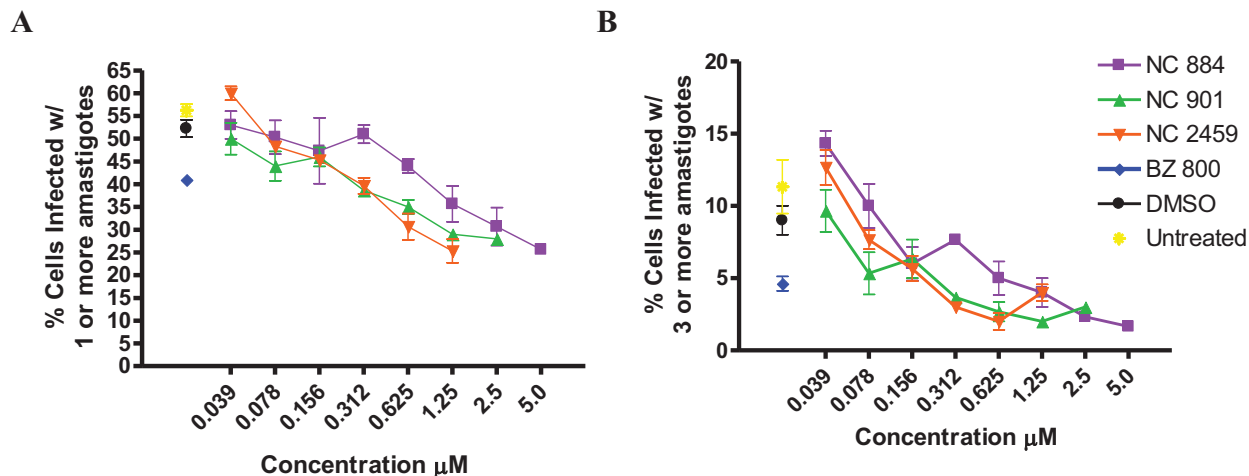 A
% Cells Infected w/
1 or more amastigotes
65
60
55
50
45
40
35
30
25
20
15
10
5
0
0.039
0.078
0.156
0.312
0.625
1.25
2.5
5.0
Concentration μM
B
% Cells Infected w/
3 or more amastigotes
20
15
10
5
0
0.039
0.078
0.156
0.312
0.625
1.25
2.5
5.0
Concentration μM
NC 884
NC 901
NC 2459
BZ 800
DMSO
Untreated